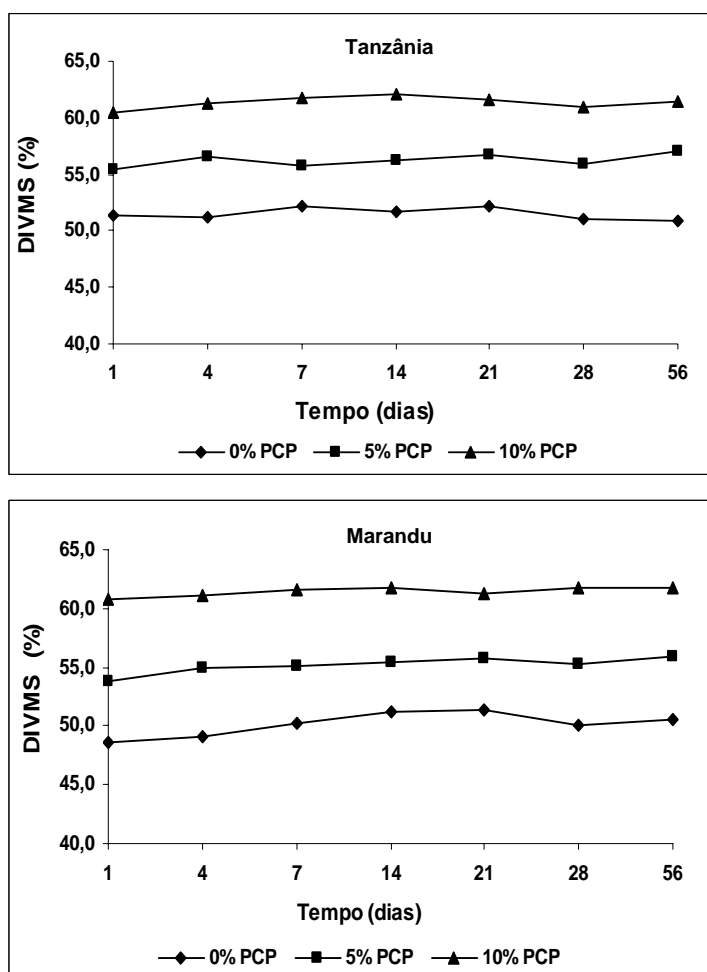 Tanzânia
65,0
60,0
55,0
50,0
45,0
40,0
DIVMS (%)
1 4 7 14 21 28 56
Tempo (dias)
0% PCP 5% PCP 10% PCP
Marandu
65,0
60,0
55,0
50,0
45,0
40,0
DIVMS (%)
1 4 7 14 21 28 56
Tempo (dias)
0% PCP 5% PCP 10% PCP